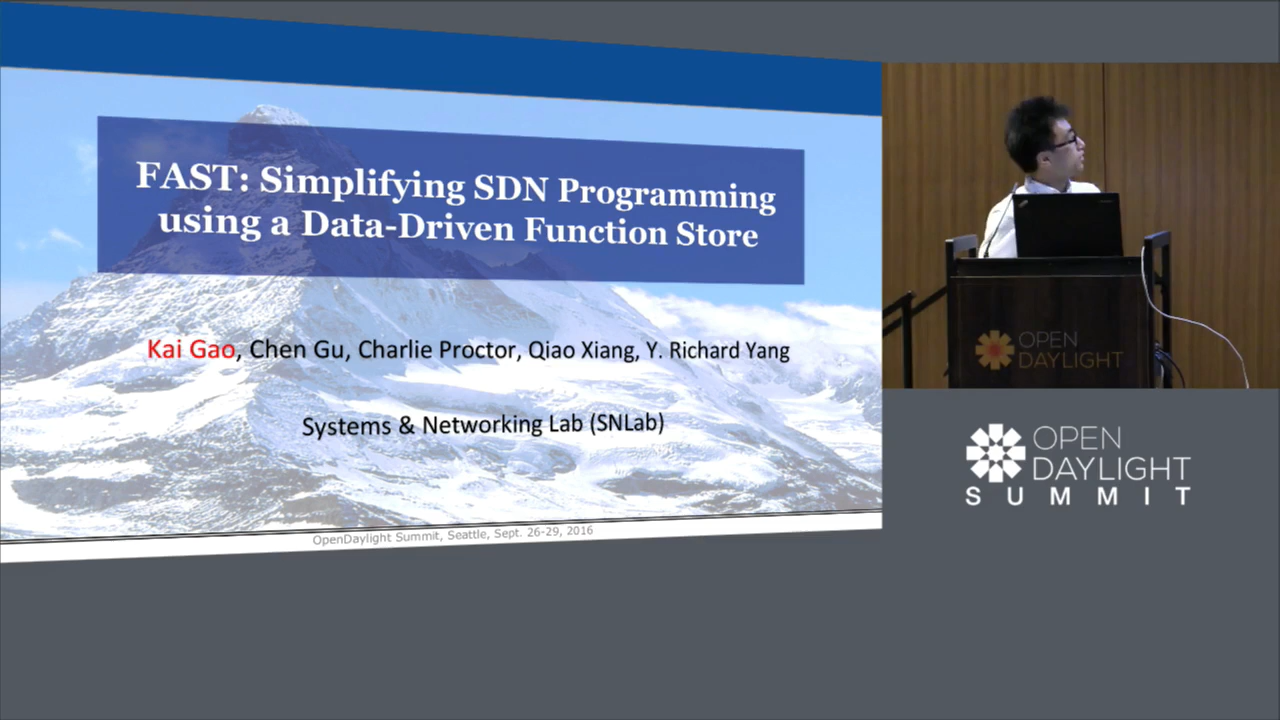 FAST: Simplifying SDN Programming
using a Data-Driven Function Store
Kai Gao, Chen Gu, Charlie Proctor, Qiao Xiang, Y. Richard Yang
Systems & Networking Lab (SNLab)
OpenDaylight Summit, Seattle, Sept. 26-29, 2016
OPEN
DAYLIGHT
OPEN
DAYLIGHT
SUMMIT